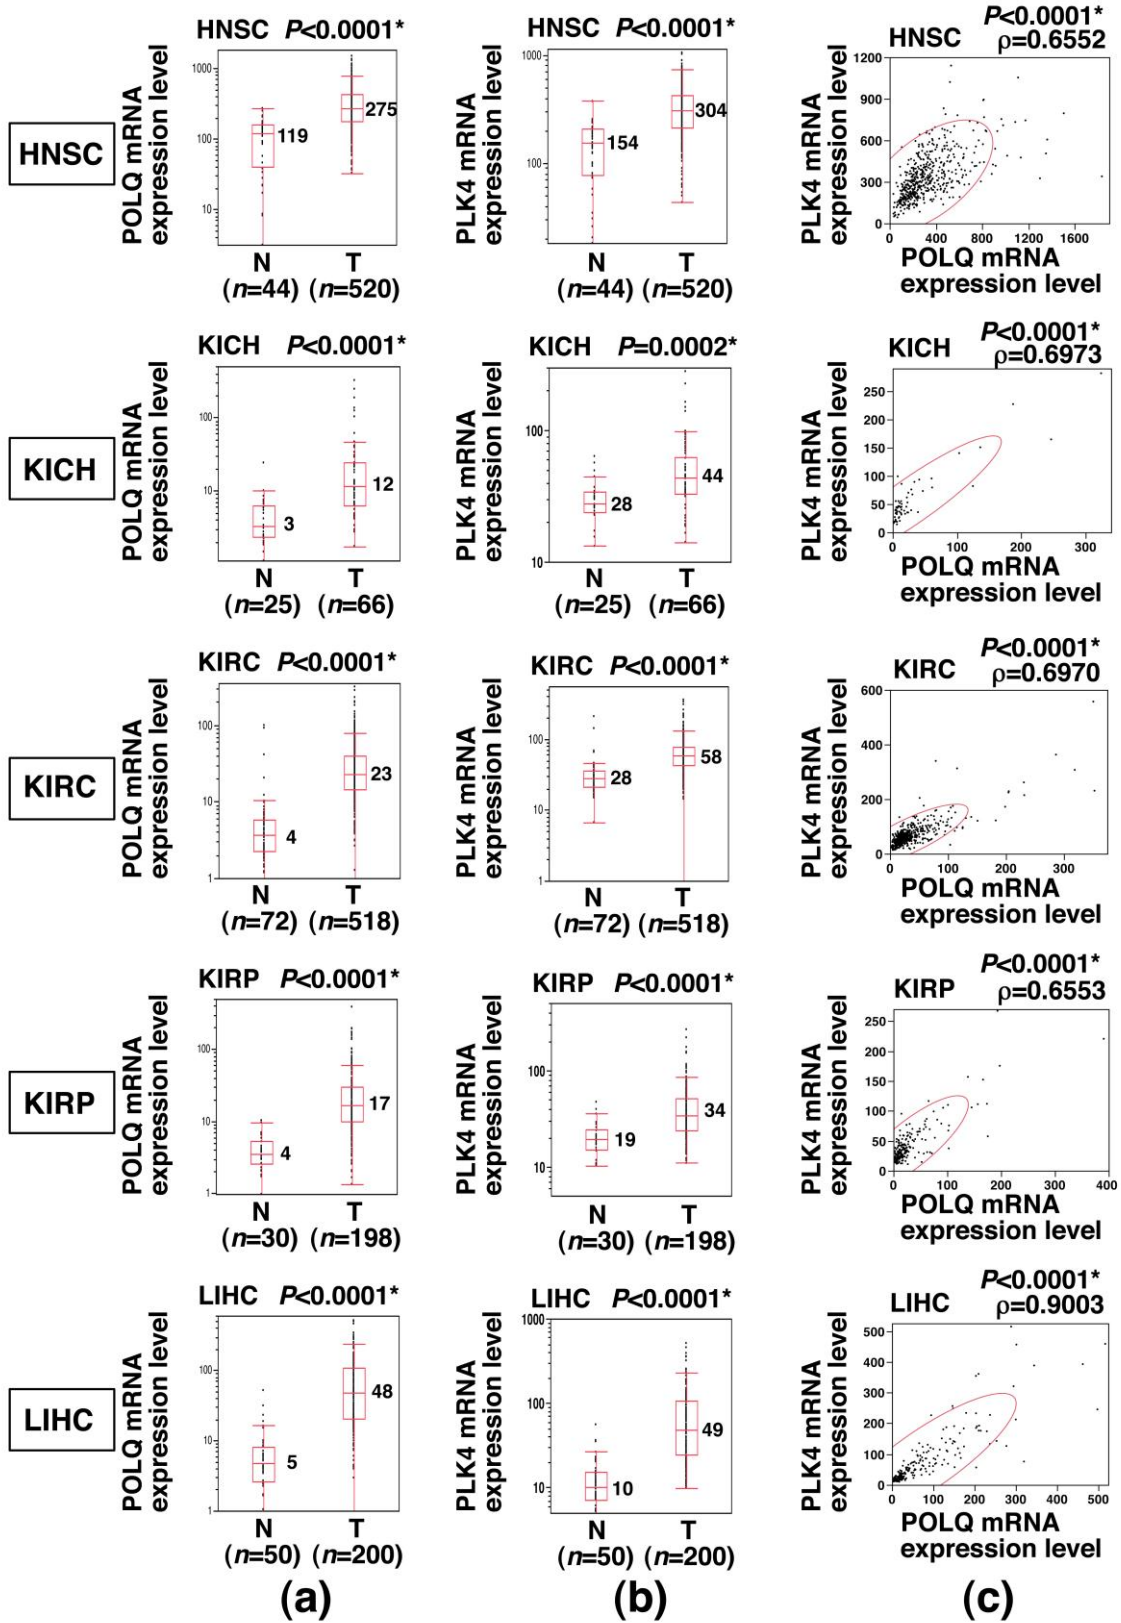 HNSC
HNSC P<0.0001*
POLQ mRNA
expression level
1000
100
10
119
275
N T
(n=44) (n=520)
HNSC P<0.0001*
PLK4 mRNA
expression level
1000
100
154
304
N T
(n=44) (n=520)
P<0.0001*
HNSC ρ=0.6552
PLK4 mRNA
expression level
1200
900
600
300
0
0 400 800 1200 1600
POLQ mRNA
expression level
KICH
KICH P<0.0001*
POLQ mRNA
expression level
100
10
3
12
N T
(n=25) (n=66)
KICH P=0.0002*
PLK4 mRNA
expression level
100
10
28
44
N T
(n=25) (n=66)
P<0.0001*
KICH ρ=0.6973
PLK4 mRNA
expression level
250
200
150
100
50
0
0 100 200 300
POLQ mRNA
expression level
KIRC
KIRC P<0.0001*
POLQ mRNA
expression level
100
10
1
4
23
N T
(n=72) (n=518)
KIRC P<0.0001*
PLK4 mRNA
expression level
100
10
1
28
58
N T
(n=72) (n=518)
P<0.0001*
KIRC ρ=0.6970
PLK4 mRNA
expression level
600
400
200
0
0 100 200 300
POLQ mRNA
expression level
KIRP
KIRP P<0.0001*
POLQ mRNA
expression level
100
10
1
4
17
N T
(n=30) (n=198)
KIRP P<0.0001*
PLK4 mRNA
expression level
100
10
19
34
N T
(n=30) (n=198)
P<0.0001*
KIRP ρ=0.6553
PLK4 mRNA
expression level
250
200
150
100
50
0
0 100 200 300 400
POLQ mRNA
expression level
LIHC
LIHC P<0.0001*
POLQ mRNA
expression level
100
10
1
5
48
N T
(n=50) (n=200)
LIHC P<0.0001*
PLK4 mRNA
expression level
1000
100
10
10
49
N T
(n=50) (n=200)
P<0.0001*
LIHC ρ=0.9003
PLK4 mRNA
expression level
500
400
300
200
100
0
0 100 200 300 400 500
POLQ mRNA
expression level
(a) (b) (c)